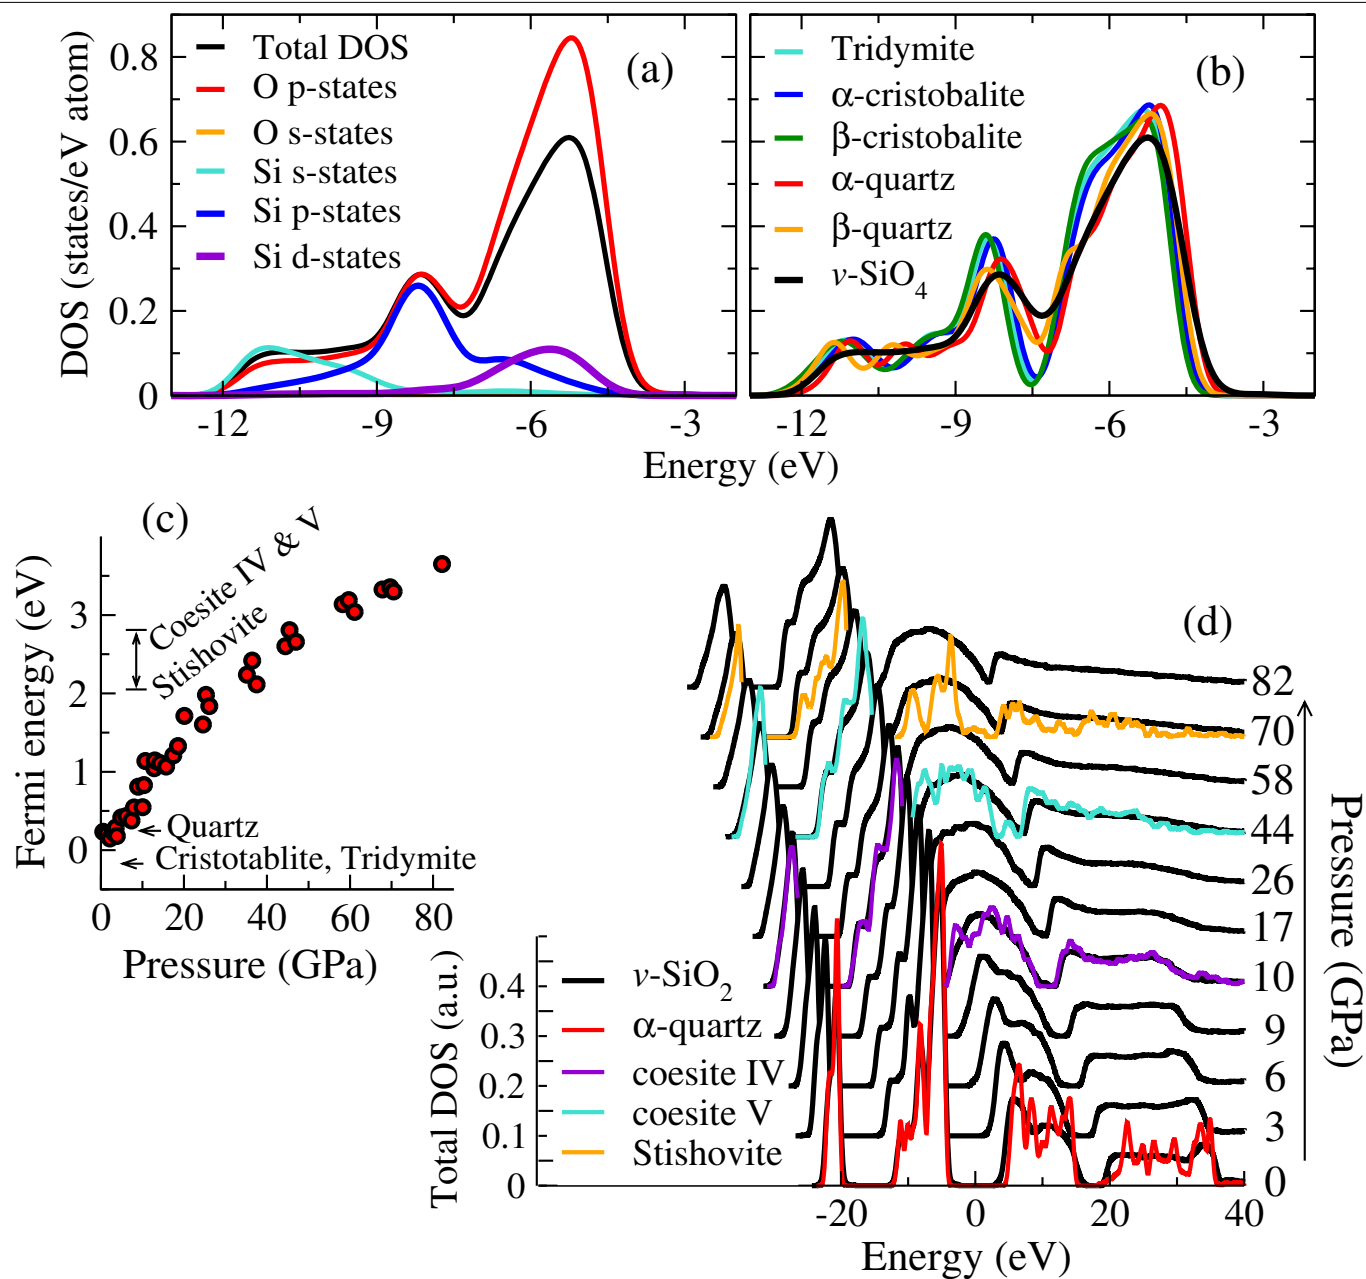 Total DOS
O p-states
O s-states
Si s-states
Si p-states
Si d-states
(a)
DOS (states/eV atom)
0.8
0.6
0.4
0.2
0
-12 -9 -6 -3
Tridymite
α-cristobalite
β-cristobalite
α-quartz
β-quartz
v-SiO₄
(b)
-12 -9 -6 -3
Energy (eV)
(c)
Fermi energy (eV)
3
2
1
0
Coesite IV & V
Stishovite
Quartz
Cristotablite, Tridymite
0 20 40 60 80
Pressure (GPa)
(d)
82
70
58
44
26
17
10
9
6
3
0
Pressure (GPa)
Total DOS (a.u.)
0.4
0.3
0.2
0.1
0
v-SiO₂
α-quartz
coesite IV
coesite V
Stishovite
-20 0 20 40
Energy (eV)